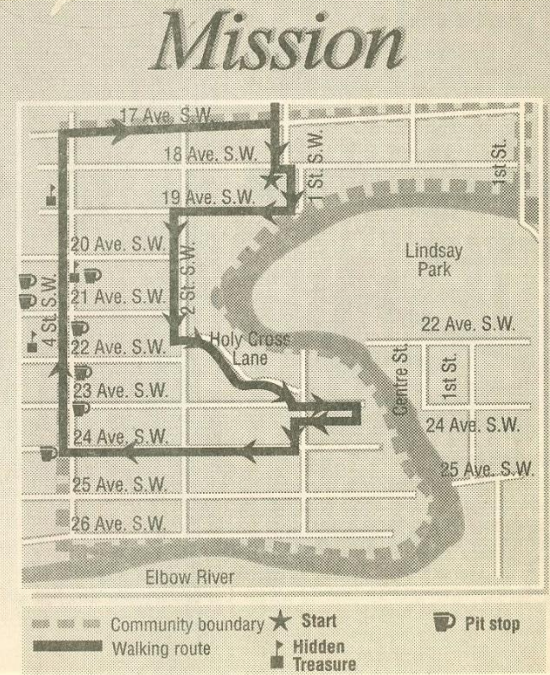 Mission
17 Ave. S.W.
18 Ave. S.W.
1 St. S.W.
1st St.
19 Ave. S.W.
20 Ave. S.W.
2 St. S.W.
Lindsay
Park
21 Ave. S.W.
4 St. S.W.
22 Ave. S.W.
Holy Cross
Lane
22 Ave. S.W.
Centre St.
1st St.
23 Ave. S.W.
24 Ave. S.W.
24 Ave. S.W.
25 Ave. S.W.
25 Ave. S.W.
26 Ave. S.W.
Elbow River
Community boundary
Start
Pit stop
Walking route
Hidden
Treasure